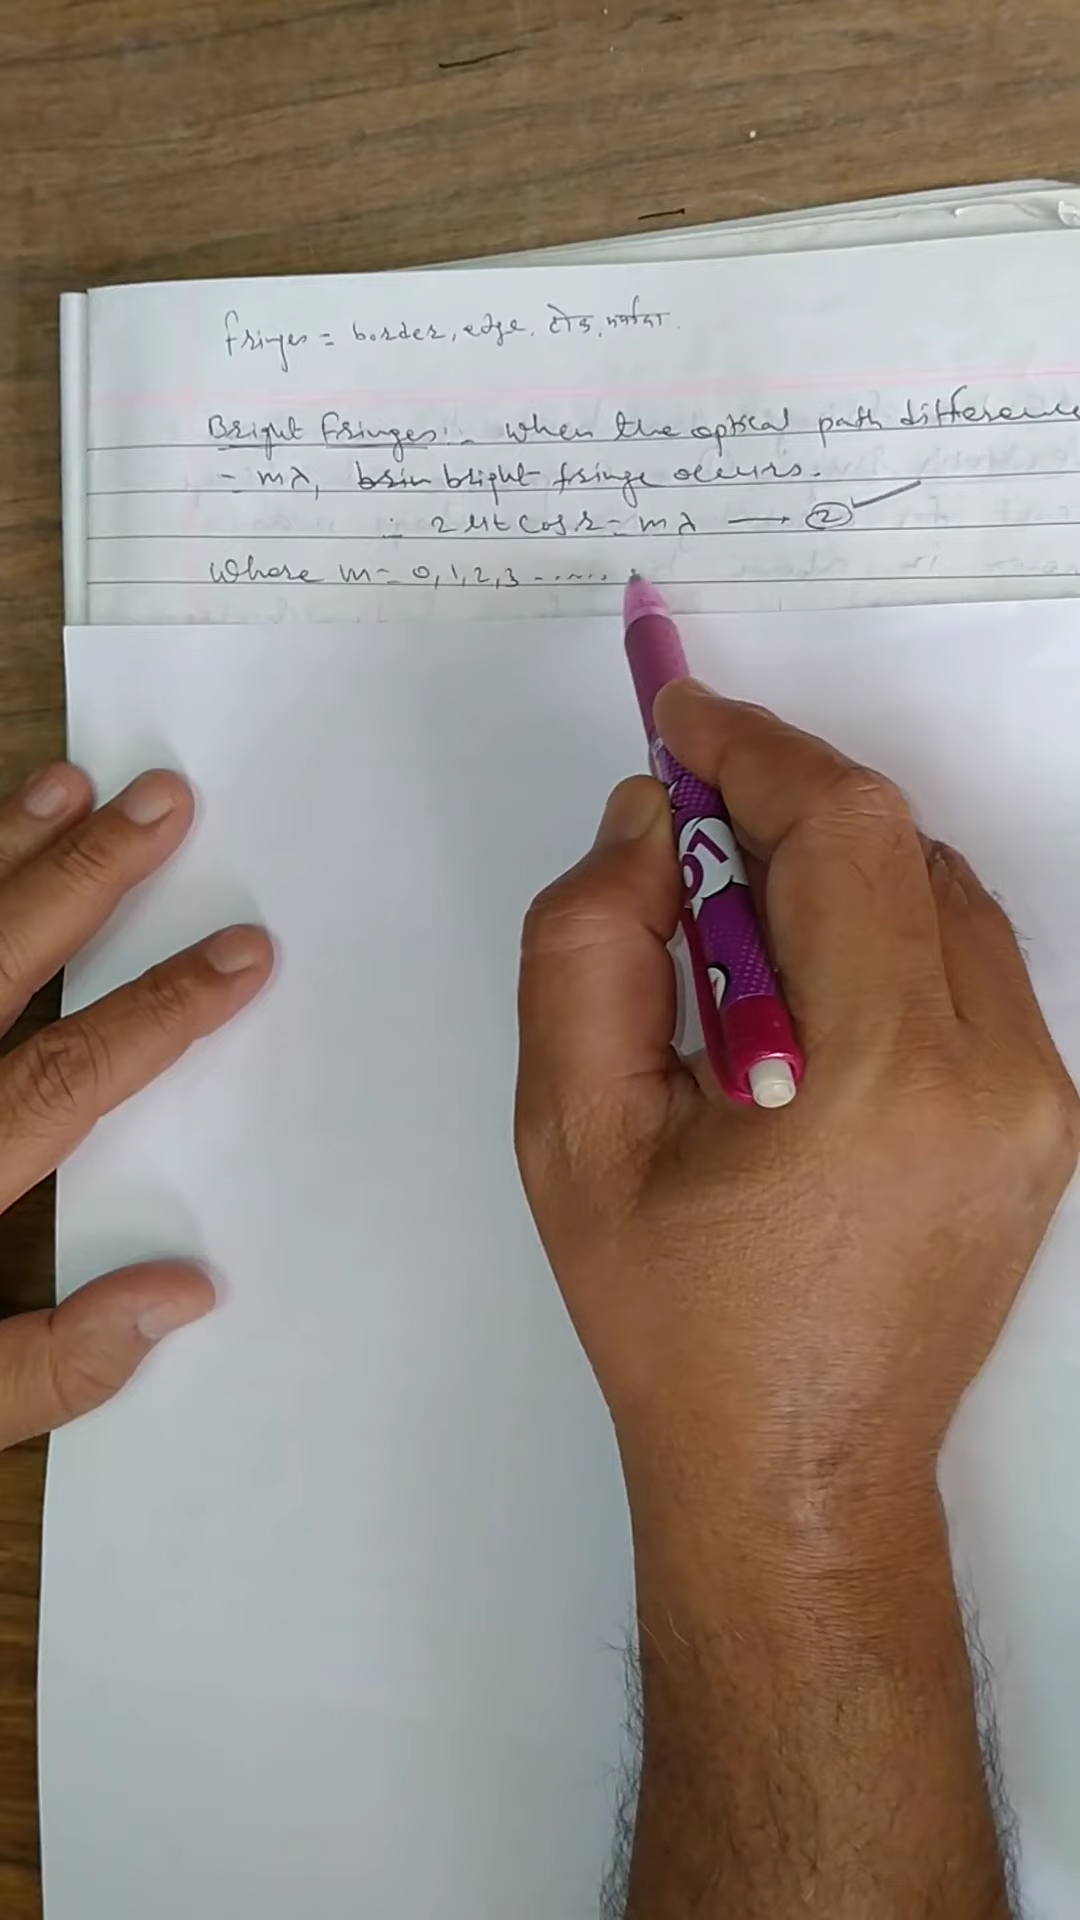 fringes = border, edge, टोक, मर्यादा.
Bright fringes:- when the optical path difference
= mλ, brin bright fringe occurs.
∴ 2μt cos r = mλ → ②
Where m = 0, 1, 2, 3 ........